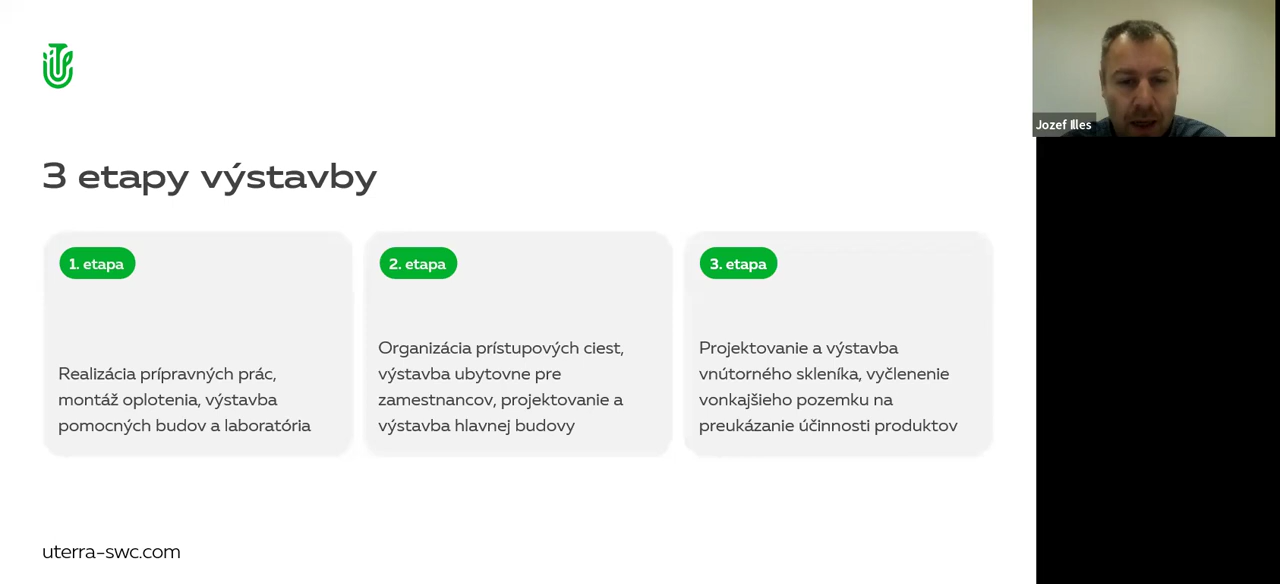 Jozef Illes
3 etapy výstavby
1. etapa
Realizácia prípravných prác,
montáž oplotenia, výstavba
pomocných budov a laboratória
2. etapa
Organizácia prístupových ciest,
výstavba ubytovne pre
zamestnancov, projektovanie a
výstavba hlavnej budovy
3. etapa
Projektovanie a výstavba
vnútorného skleníka, vyčlenenie
vonkajšieho pozemku na
preukázanie účinnosti produktov
uterra-swc.com